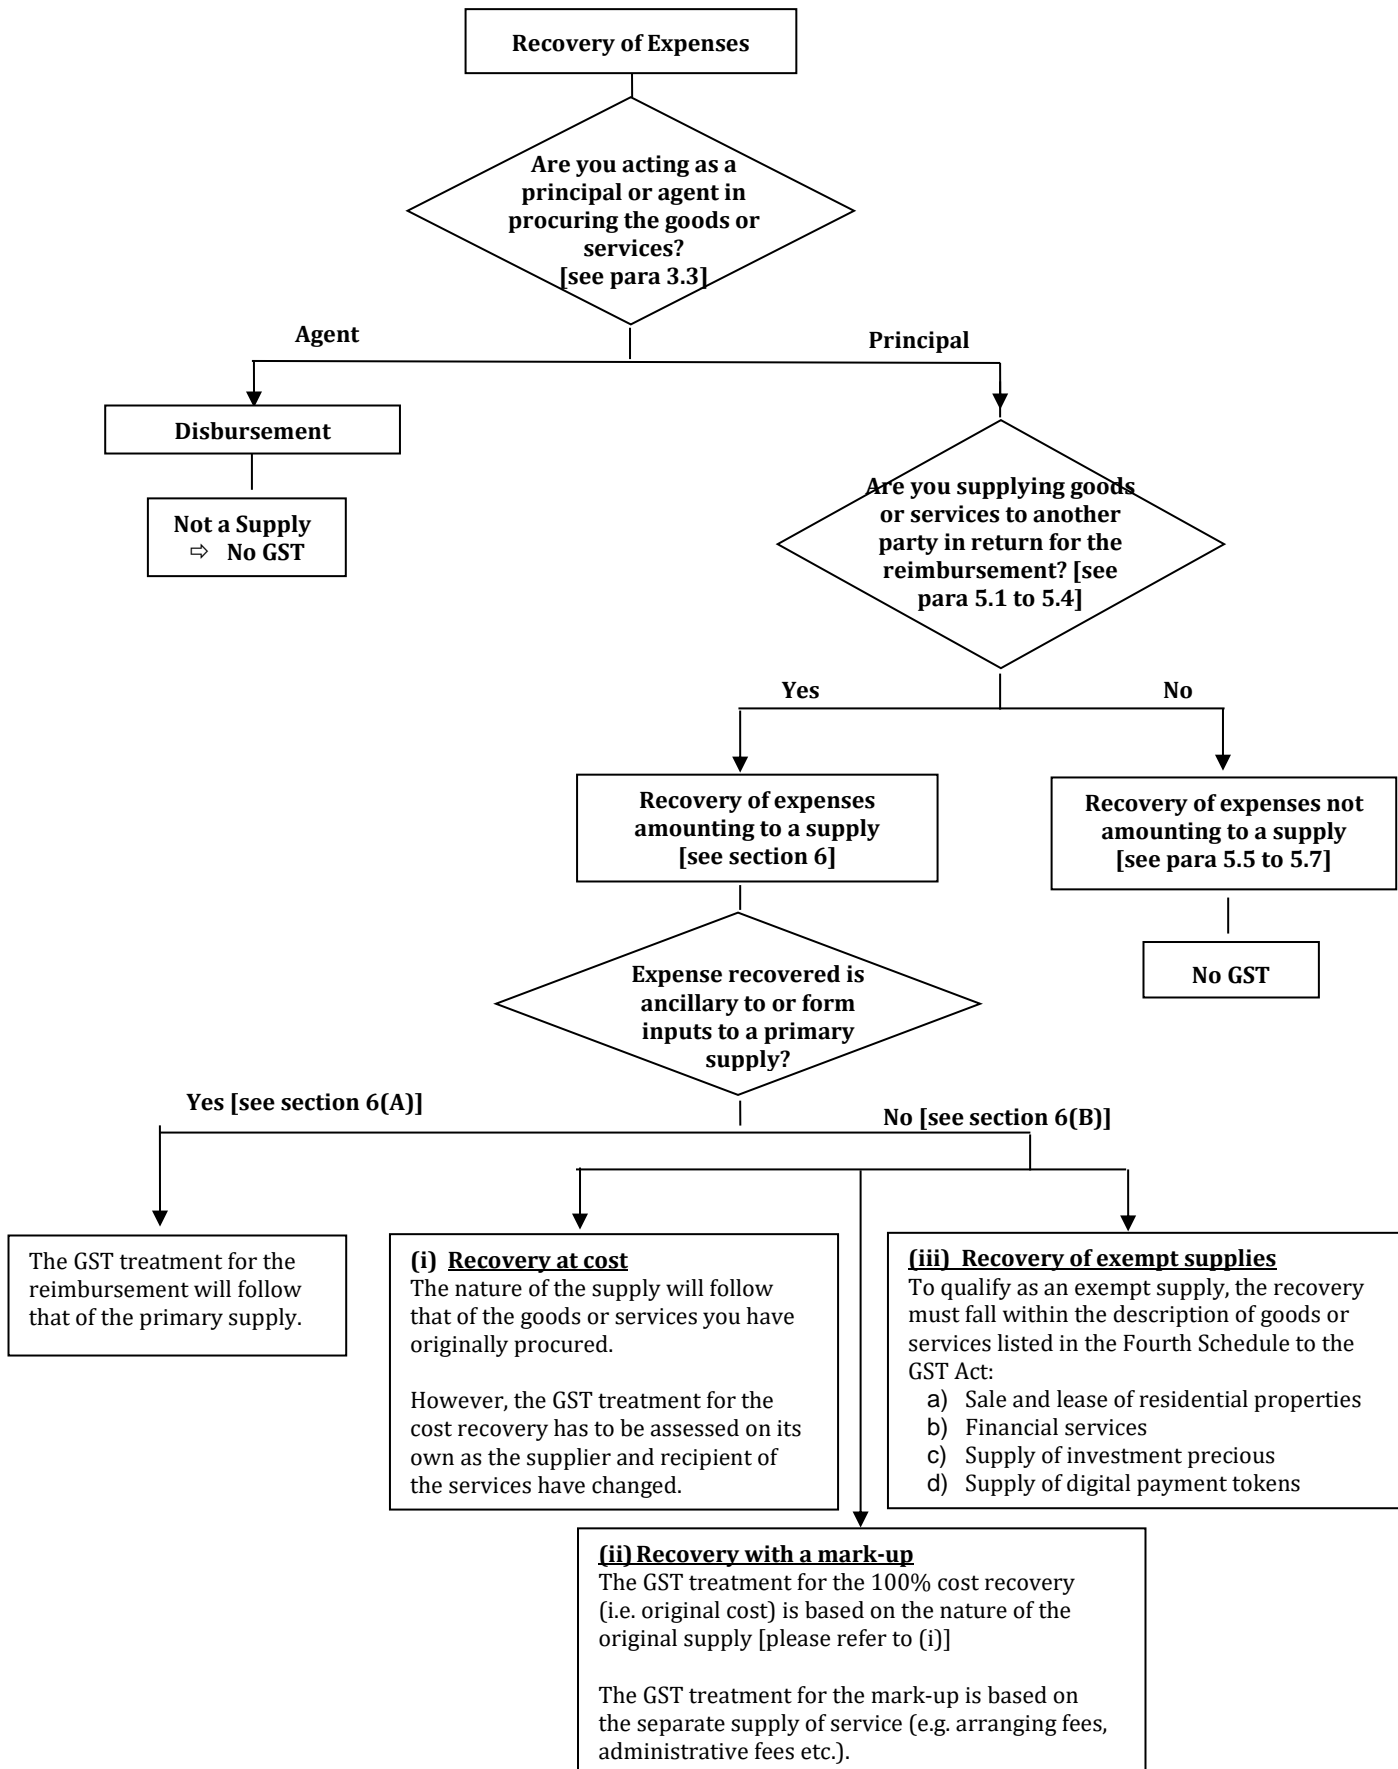 Recovery of Expenses
Are you acting as a
principal or agent in
procuring the goods or
services?
[see para 3.3]
Agent
Principal
Disbursement
Not a Supply
⇨ No GST
Are you supplying goods
or services to another
party in return for the
reimbursement? [see
para 5.1 to 5.4]
Yes
No
Recovery of expenses
amounting to a supply
[see section 6]
Recovery of expenses not
amounting to a supply
[see para 5.5 to 5.7]
No GST
Expense recovered is
ancillary to or form
inputs to a primary
supply?
Yes [see section 6(A)]
No [see section 6(B)]
The GST treatment for the
reimbursement will follow
that of the primary supply.
(i) Recovery at cost
The nature of the supply will follow
that of the goods or services you have
originally procured.
However, the GST treatment for the
cost recovery has to be assessed on its
own as the supplier and recipient of
the services have changed.
(iii) Recovery of exempt supplies
To qualify as an exempt supply, the recovery
must fall within the description of goods or
services listed in the Fourth Schedule to the
GST Act:
a) Sale and lease of residential properties
b) Financial services
c) Supply of investment precious
d) Supply of digital payment tokens
(ii) Recovery with a mark-up
The GST treatment for the 100% cost recovery
(i.e. original cost) is based on the nature of the
original supply [please refer to (i)]
The GST treatment for the mark-up is based on
the separate supply of service (e.g. arranging fees,
administrative fees etc.).